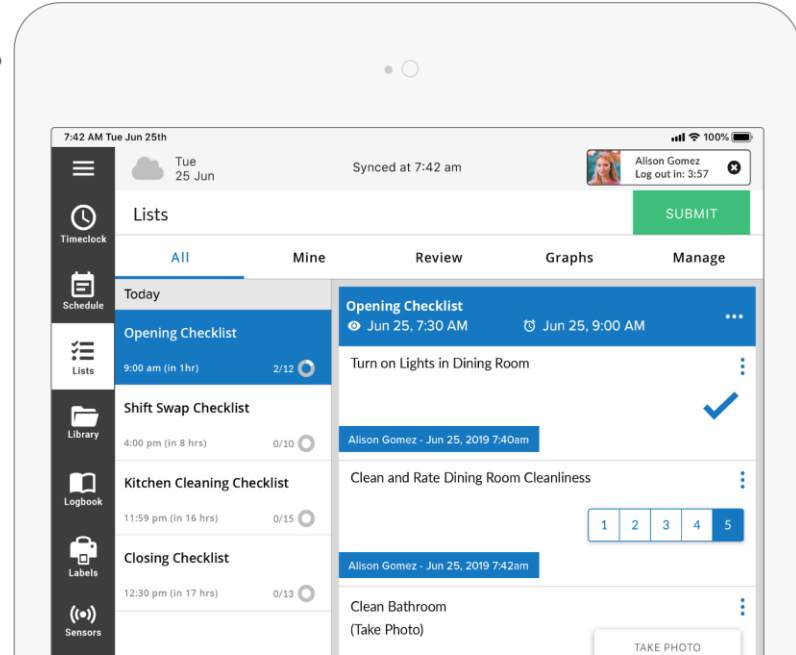 7:42 AM Tue Jun 25th
100%
Tue
25 Jun
Synced at 7:42 am
Alison Gomez
Log out in: 3:57
Timeclock
Schedule
Lists
Library
Logbook
Labels
Sensors
Lists
SUBMIT
All
Mine
Review
Graphs
Manage
Today
Opening Checklist
9:00 am (in 1hr)
2/12
Shift Swap Checklist
4:00 pm (in 8 hrs)
0/10
Kitchen Cleaning Checklist
11:59 pm (in 16 hrs)
0/15
Closing Checklist
12:30 pm (in 17 hrs)
0/13
Opening Checklist
Jun 25, 7:30 AM
Jun 25, 9:00 AM
Turn on Lights in Dining Room
Alison Gomez - Jun 25, 2019 7:40am
Clean and Rate Dining Room Cleanliness
1 2 3 4 5
Alison Gomez - Jun 25, 2019 7:42am
Clean Bathroom
(Take Photo)
TAKE PHOTO